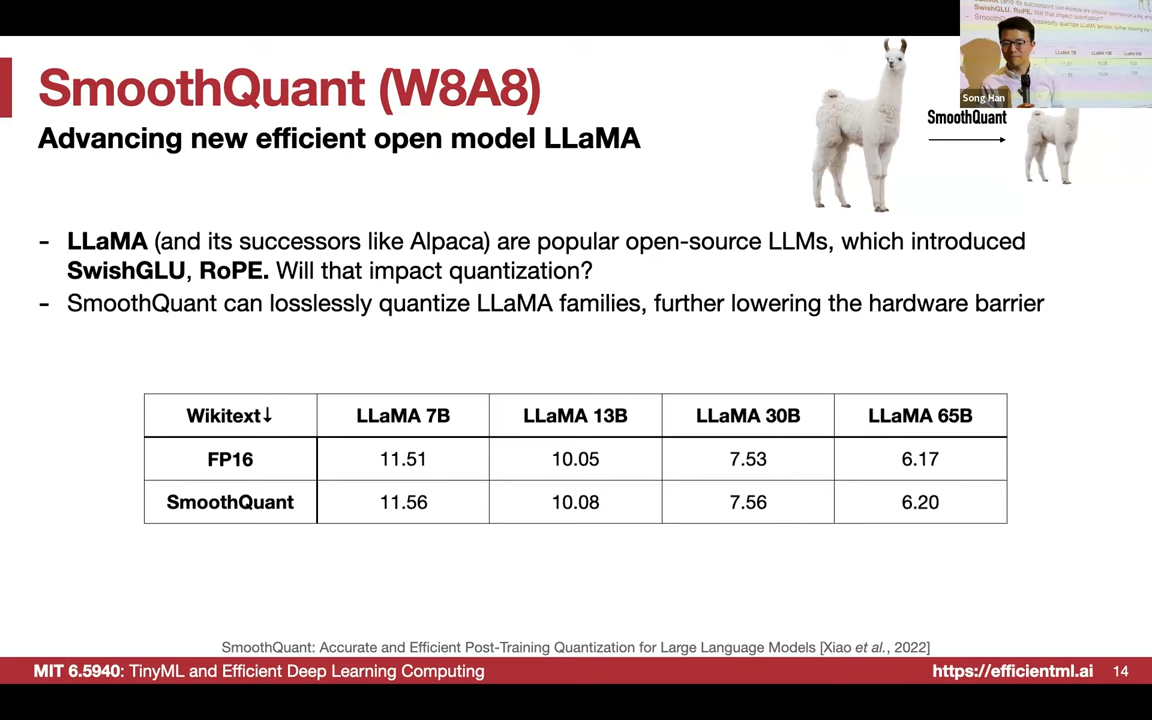 SmoothQuant (W8A8)
Advancing new efficient open model LLaMA
Song Han
SmoothQuant
- LLaMA (and its successors like Alpaca) are popular open-source LLMs, which introduced
SwishGLU, RoPE. Will that impact quantization?
- SmoothQuant can losslessly quantize LLaMA families, further lowering the hardware barrier
Wikitext↓ LLaMA 7B LLaMA 13B LLaMA 30B LLaMA 65B
FP16 11.51 10.05 7.53 6.17
SmoothQuant 11.56 10.08 7.56 6.20
SmoothQuant: Accurate and Efficient Post-Training Quantization for Large Language Models [Xiao et al., 2022]
MIT 6.5940: TinyML and Efficient Deep Learning Computing https://efficientml.ai 14